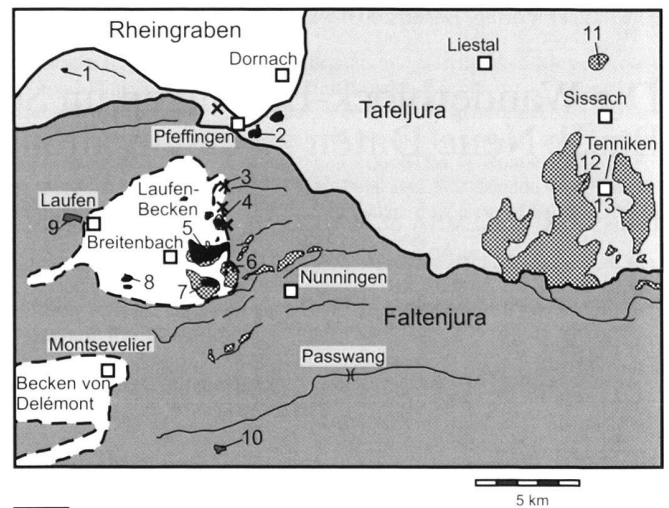 Rheingraben
11
Liestal
Dornach
1
Tafeljura
Sissach
Pfeffingen
2
Tenniken
3
12
Laufen-
Becken
4
Laufen
13
9
5
Breitenbach
6
8
7
Nunningen
Faltenjura
Montsevelier
Passwang
Becken von
Delémont
10
5 km